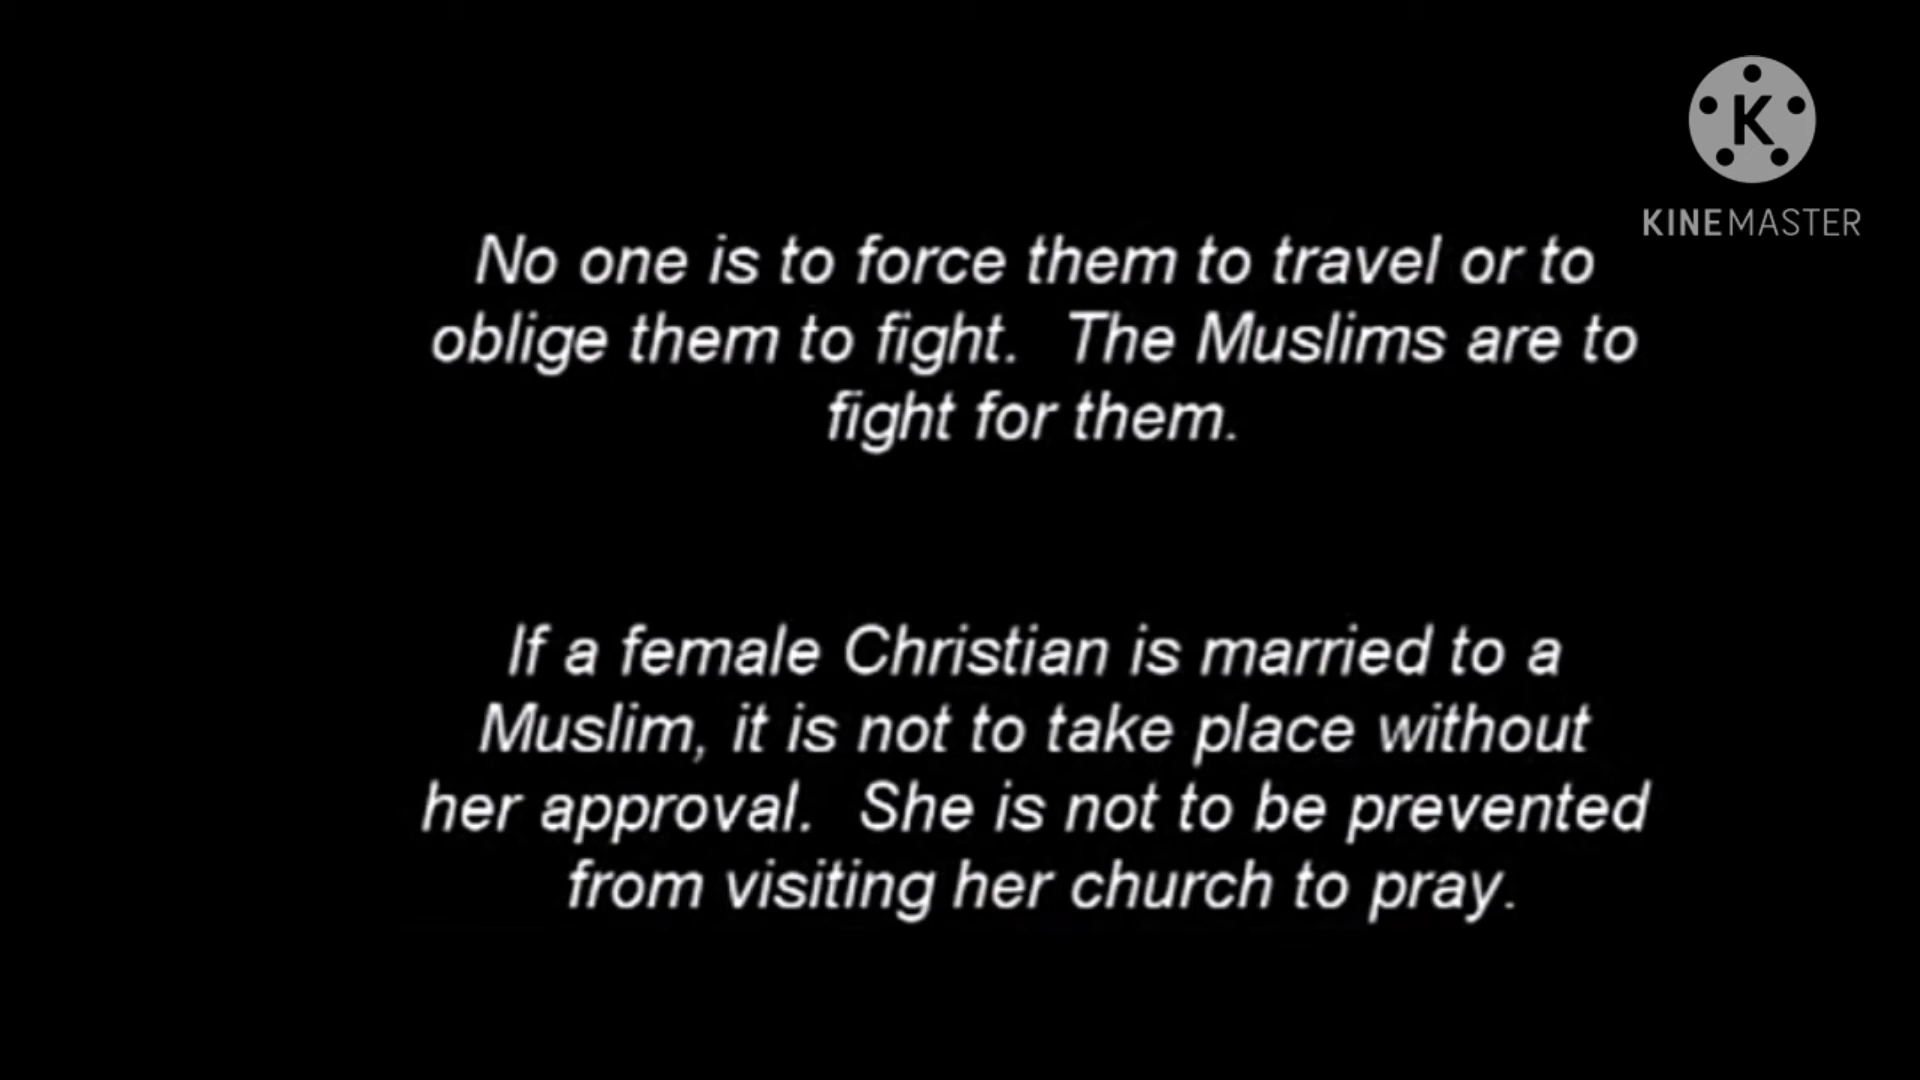 K
KINEMASTER
No one is to force them to travel or to
oblige them to fight. The Muslims are to
fight for them.
If a female Christian is married to a
Muslim, it is not to take place without
her approval. She is not to be prevented
from visiting her church to pray.